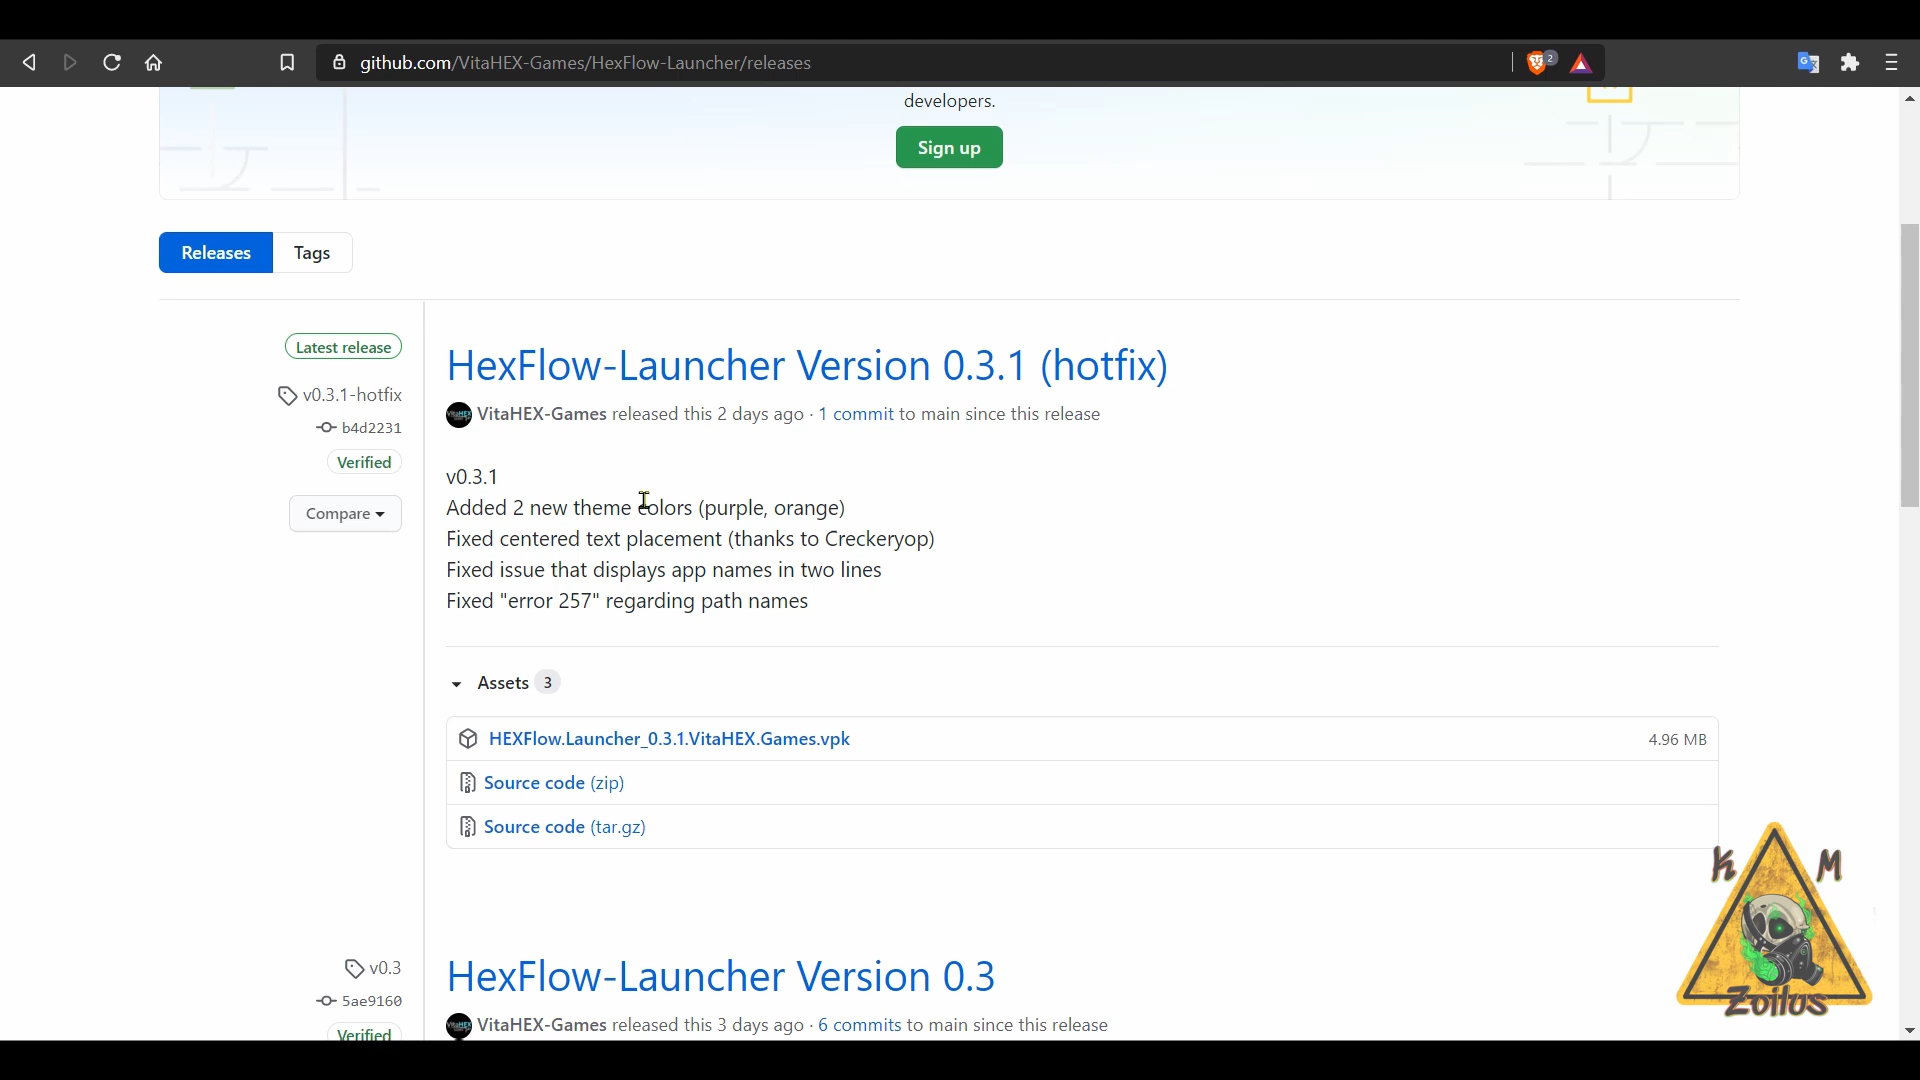 github.com/VitaHEX-Games/HexFlow-Launcher/releases
2
developers.
Sign up
Releases
Tags
Latest release
v0.3.1-hotfix
b4d2231
Verified
Compare
HexFlow-Launcher Version 0.3.1 (hotfix)
VitaHEX-Games released this 2 days ago · 1 commit to main since this release
v0.3.1
Added 2 new theme colors (purple, orange)
Fixed centered text placement (thanks to Creckeryop)
Fixed issue that displays app names in two lines
Fixed "error 257" regarding path names
Assets 3
HEXFlow.Launcher_0.3.1.VitaHEX.Games.vpk 4.96 MB
Source code (zip)
Source code (tar.gz)
v0.3
5ae9160
Verified
HexFlow-Launcher Version 0.3
VitaHEX-Games released this 3 days ago · 6 commits to main since this release
K M
Zoilus